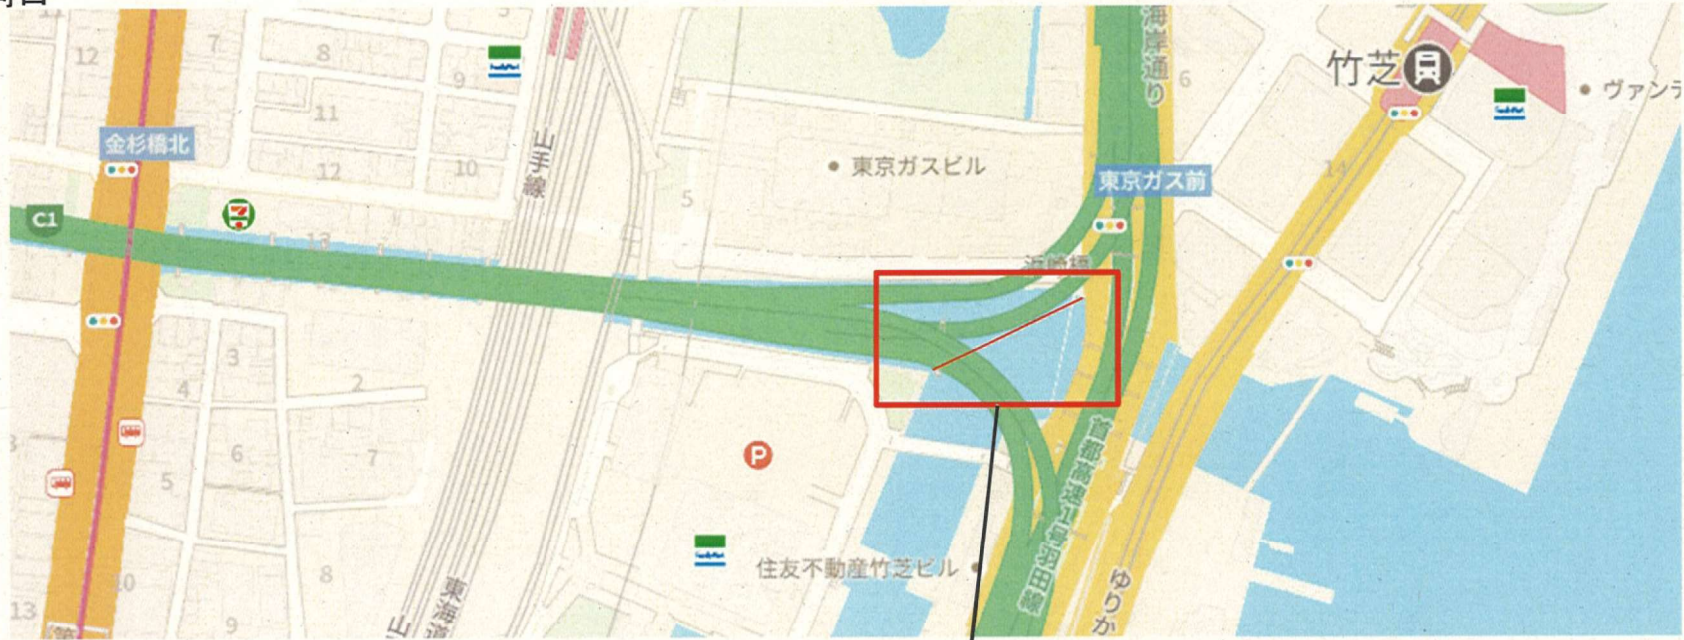 12
7
8
海岸通り
9
6
竹芝
11
ヴァンテ
金杉橋北
山手線
12
10
東京ガスビル
14
東京ガス前
5
C1
13
浜崎橋
3
4
2
6
7
P
5
首都高速1号羽田線
住友不動産竹芝ビル
10
8
東海道
ゆりか
13
9
山